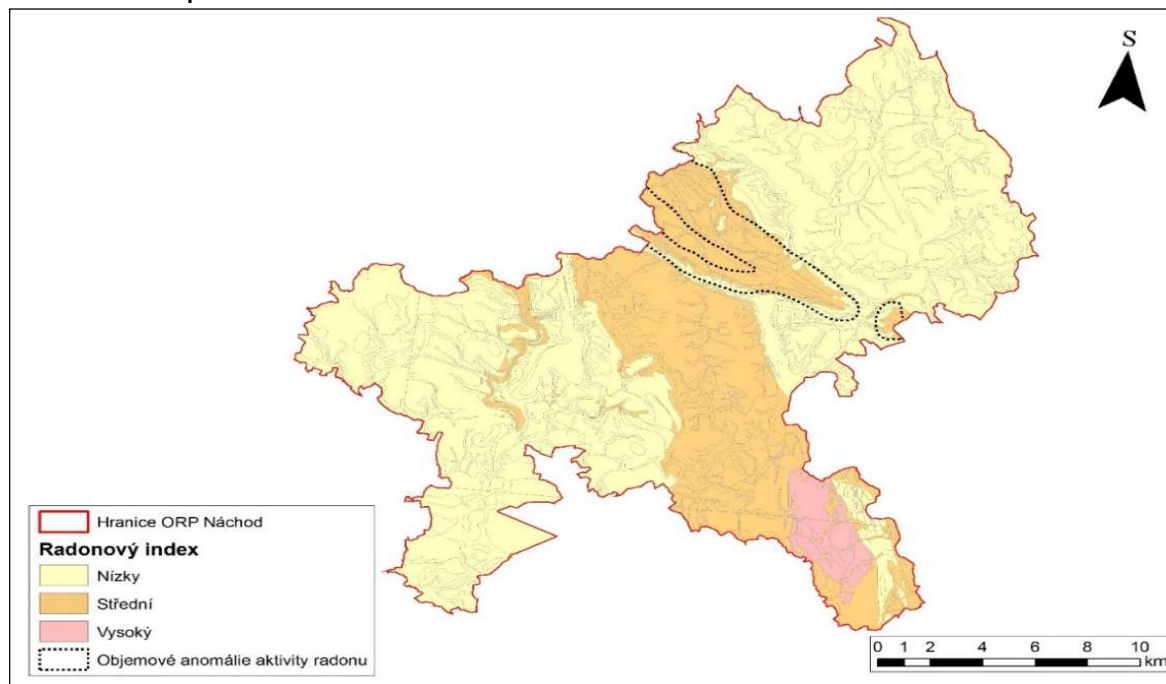 S
Hranice ORP Náchod
Radonový index
Nízky
Střední
Vysoký
Objemové anomálie aktivity radonu
0 1 2 4 6 8 10
km